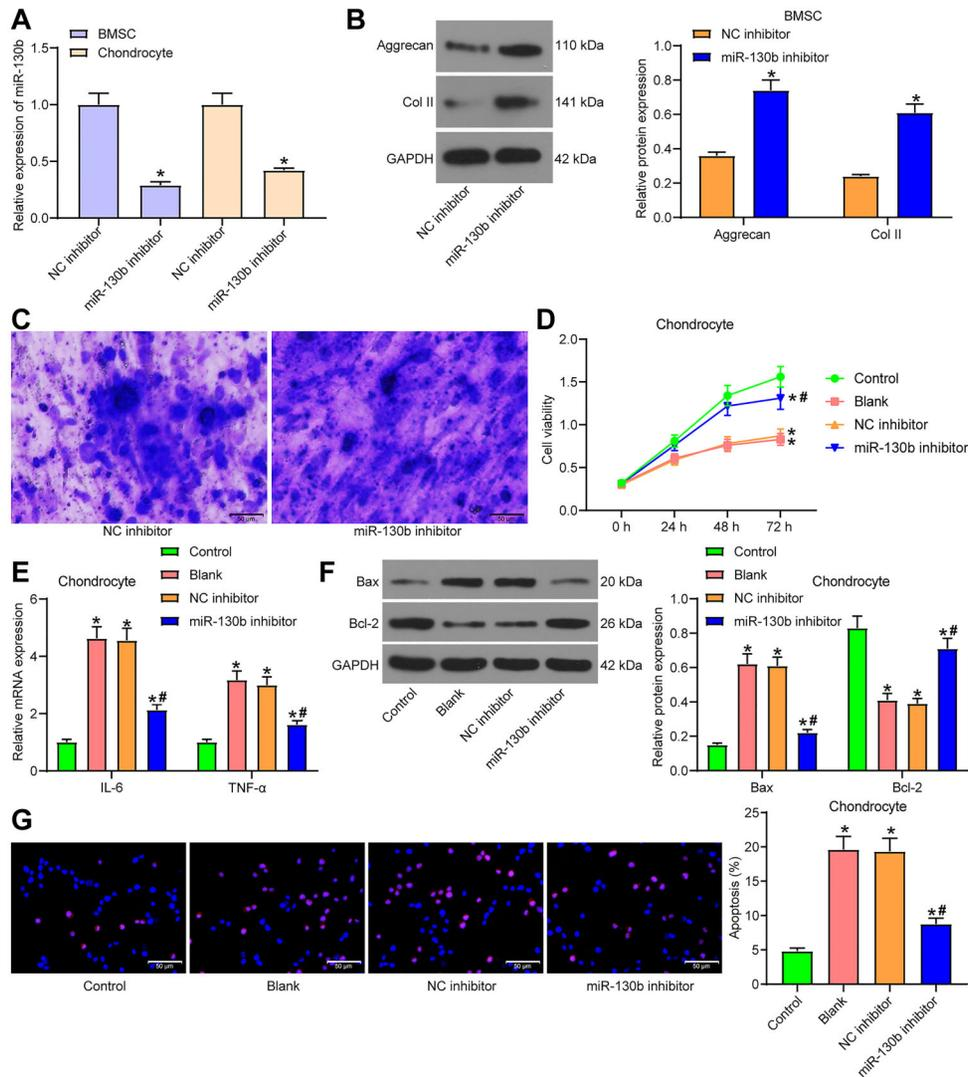 A
BMSC
Chondrocyte
Relative expression of miR-130b
1.5
1.0
0.5
0.0
*
*
NC inhibitor
miR-130b inhibitor
NC inhibitor
miR-130b inhibitor
B
Aggrecan
110 kDa
Col II
141 kDa
GAPDH
42 kDa
NC inhibitor
miR-130b inhibitor
BMSC
NC inhibitor
miR-130b inhibitor
Relative protein expression
1.0
0.8
0.6
0.4
0.2
0.0
*
*
Aggrecan
Col II
C
50 μm
50 μm
NC inhibitor
miR-130b inhibitor
D
Chondrocyte
Cell viability
2.0
1.5
1.0
0.5
0.0
0 h
24 h
48 h
72 h
*#
*
*
Control
Blank
NC inhibitor
miR-130b inhibitor
E
Chondrocyte
Control
Blank
NC inhibitor
miR-130b inhibitor
Relative mRNA expression
6
4
2
0
*
*
*#
*
*
*#
IL-6
TNF-α
F
Bax
20 kDa
Bcl-2
26 kDa
GAPDH
42 kDa
Control
Blank
NC inhibitor
miR-130b inhibitor
Control
Blank
NC inhibitor
miR-130b inhibitor
Chondrocyte
Relative protein expression
1.0
0.8
0.6
0.4
0.2
0.0
*
*
*#
*
*
*#
Bax
Bcl-2
G
50 μm
50 μm
50 μm
50 μm
Control
Blank
NC inhibitor
miR-130b inhibitor
Chondrocyte
Apoptosis (%)
25
20
15
10
5
0
*
*
*#
Control
Blank
NC inhibitor
miR-130b inhibitor